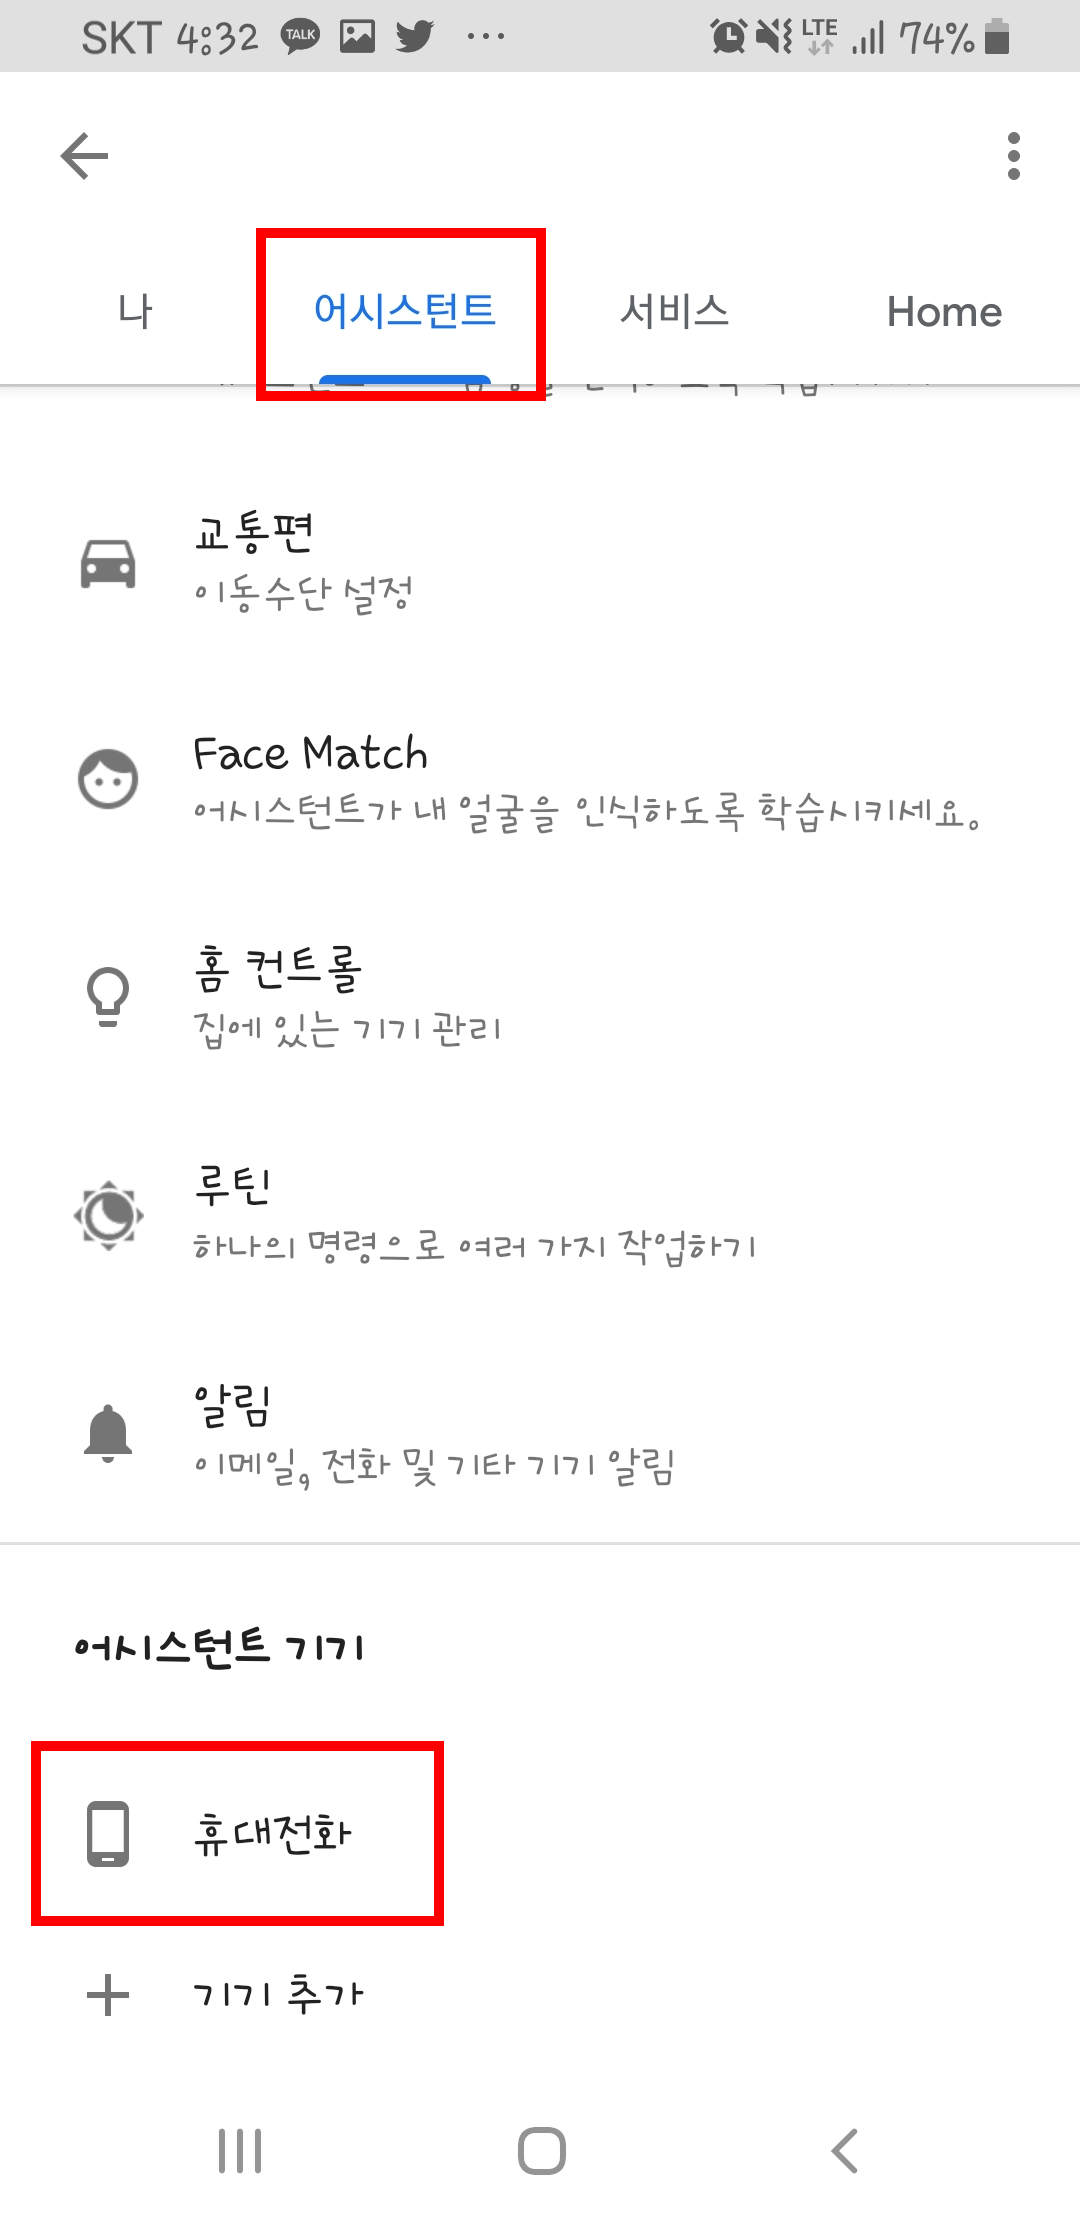 SKT 4:32 TALK LTE 74%
나 어시스턴트 서비스 Home
교통편
이동수단 설정
Face Match
어시스턴트가 내 얼굴을 인식하도록 학습시키세요.
홈 컨트롤
집에 있는 기기 관리
루틴
하나의 명령으로 여러 가지 작업하기
알림
이메일, 전화 및 기타 기기 알림
어시스턴트 기기
휴대전화
기기 추가